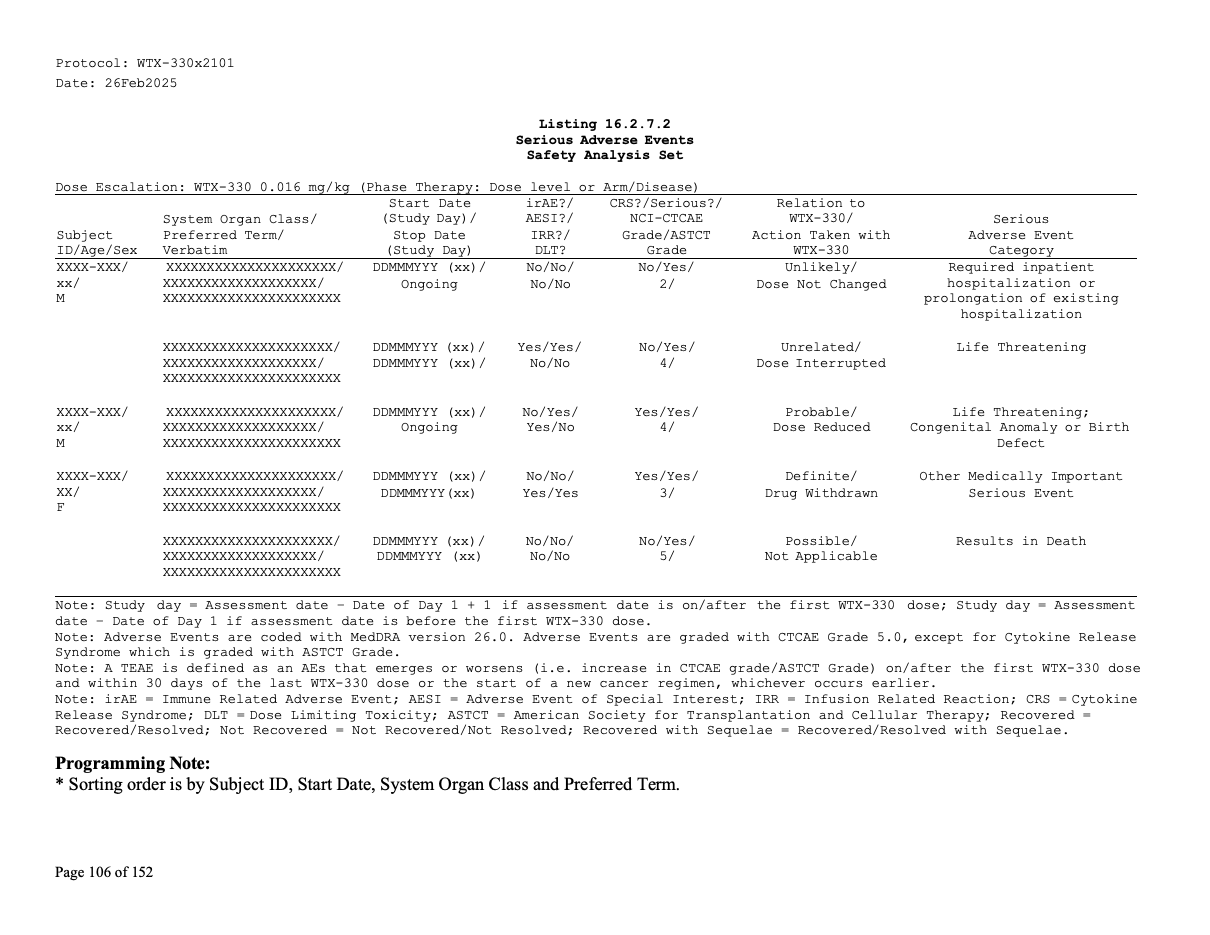 Protocol: WTX-330x2101
Date: 26Feb2025
Listing 16.2.7.2
Serious Adverse Events
Safety Analysis Set
Dose Escalation: WTX-330 0.016 mg/kg (Phase Therapy: Dose level or Arm/Disease)
Start Date irAE?/ CRS?/Serious?/ Relation to
System Organ Class/ (Study Day)/ AESI?/ NCI-CTCAE WTX-330/ Serious
Subject Preferred Term/ Stop Date IRR?/ Grade/ASTCT Action Taken with Adverse Event
ID/Age/Sex Verbatim (Study Day) DLT? Grade WTX-330 Category
XXXX-XXX/ XXXXXXXXXXXXXXXXXXXXX/ DDMMMYYY (xx)/ No/No/ No/Yes/ Unlikely/ Required inpatient
xx/ XXXXXXXXXXXXXXXXXXX/ Ongoing No/No 2/ Dose Not Changed hospitalization or
M XXXXXXXXXXXXXXXXXXXXXX prolongation of existing
hospitalization
XXXXXXXXXXXXXXXXXXXXX/ DDMMMYYY (xx)/ Yes/Yes/ No/Yes/ Unrelated/ Life Threatening
XXXXXXXXXXXXXXXXXXX/ DDMMMYYY (xx)/ No/No 4/ Dose Interrupted
XXXXXXXXXXXXXXXXXXXXXX
XXXX-XXX/ XXXXXXXXXXXXXXXXXXXXX/ DDMMMYYY (xx)/ No/Yes/ Yes/Yes/ Probable/ Life Threatening;
xx/ XXXXXXXXXXXXXXXXXXX/ Ongoing Yes/No 4/ Dose Reduced Congenital Anomaly or Birth
M XXXXXXXXXXXXXXXXXXXXXX Defect
XXXX-XXX/ XXXXXXXXXXXXXXXXXXXXX/ DDMMMYYY (xx)/ No/No/ Yes/Yes/ Definite/ Other Medically Important
XX/ XXXXXXXXXXXXXXXXXXX/ DDMMMYYY(xx) Yes/Yes 3/ Drug Withdrawn Serious Event
F XXXXXXXXXXXXXXXXXXXXXX
XXXXXXXXXXXXXXXXXXXXX/ DDMMMYYY (xx)/ No/No/ No/Yes/ Possible/ Results in Death
XXXXXXXXXXXXXXXXXXX/ DDMMMYYY (xx) No/No 5/ Not Applicable
XXXXXXXXXXXXXXXXXXXXXX
Note: Study day = Assessment date – Date of Day 1 + 1 if assessment date is on/after the first WTX-330 dose; Study day = Assessment
date – Date of Day 1 if assessment date is before the first WTX-330 dose.
Note: Adverse Events are coded with MedDRA version 26.0. Adverse Events are graded with CTCAE Grade 5.0, except for Cytokine Release
Syndrome which is graded with ASTCT Grade.
Note: A TEAE is defined as an AEs that emerges or worsens (i.e. increase in CTCAE grade/ASTCT Grade) on/after the first WTX-330 dose
and within 30 days of the last WTX-330 dose or the start of a new cancer regimen, whichever occurs earlier.
Note: irAE = Immune Related Adverse Event; AESI = Adverse Event of Special Interest; IRR = Infusion Related Reaction; CRS = Cytokine
Release Syndrome; DLT = Dose Limiting Toxicity; ASTCT = American Society for Transplantation and Cellular Therapy; Recovered =
Recovered/Resolved; Not Recovered = Not Recovered/Not Resolved; Recovered with Sequelae = Recovered/Resolved with Sequelae.
Programming Note:
* Sorting order is by Subject ID, Start Date, System Organ Class and Preferred Term.
Page 106 of 152